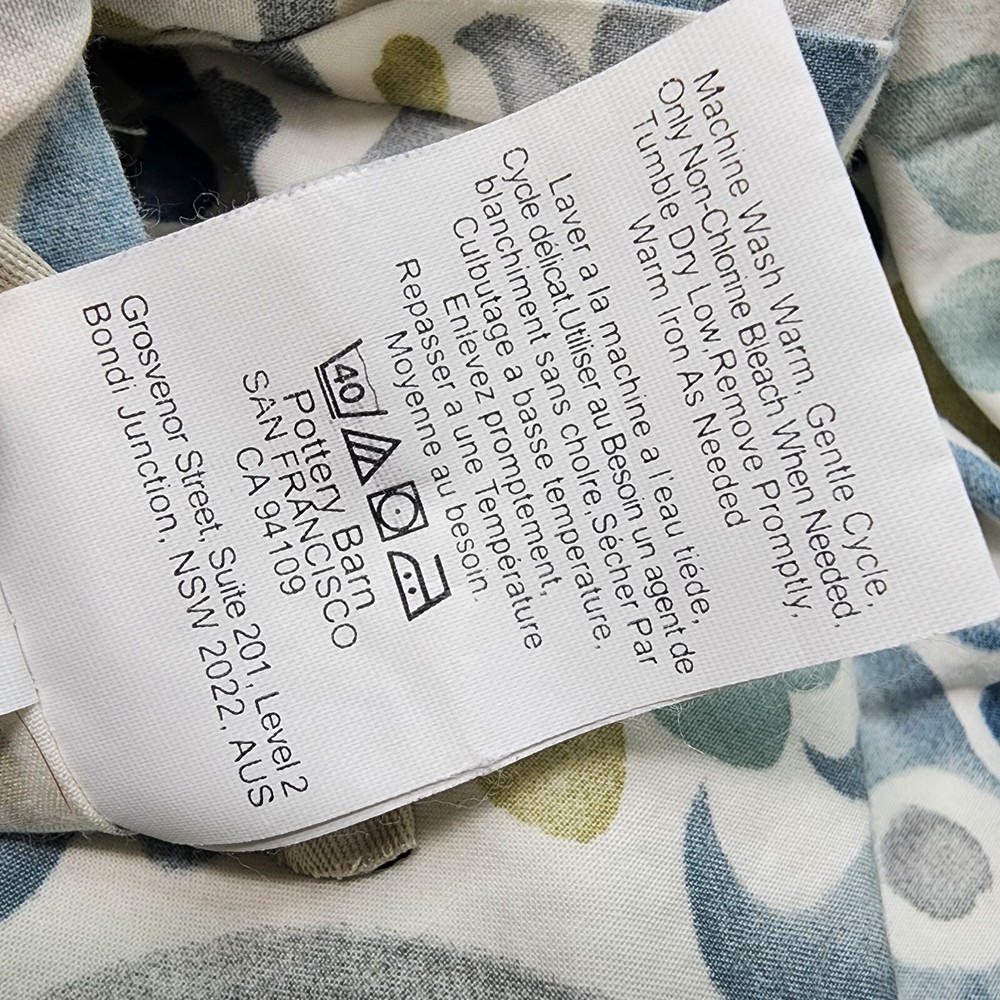 Machine Wash Warm, Gentle Cycle,
Only Non-Chlorine Bleach When Needed,
Tumble Dry Low,Remove Promptly,
Warm Iron As Needed
Laver a la machine a l'eau tiéde,
Cycle délicat,Utiliser au Besoin un agent de
blanchiment sans cholre,Sécher Par
Culbutage a basse temperature,
Enlevez promptement,
Repasser a une Température
Moyenne au besoin.
40
Pottery Barn
SAN FRANCISCO
CA 94109
Grosvenor Street, Suite 201, Level 2
Bondi Junction, NSW 2022, AUS